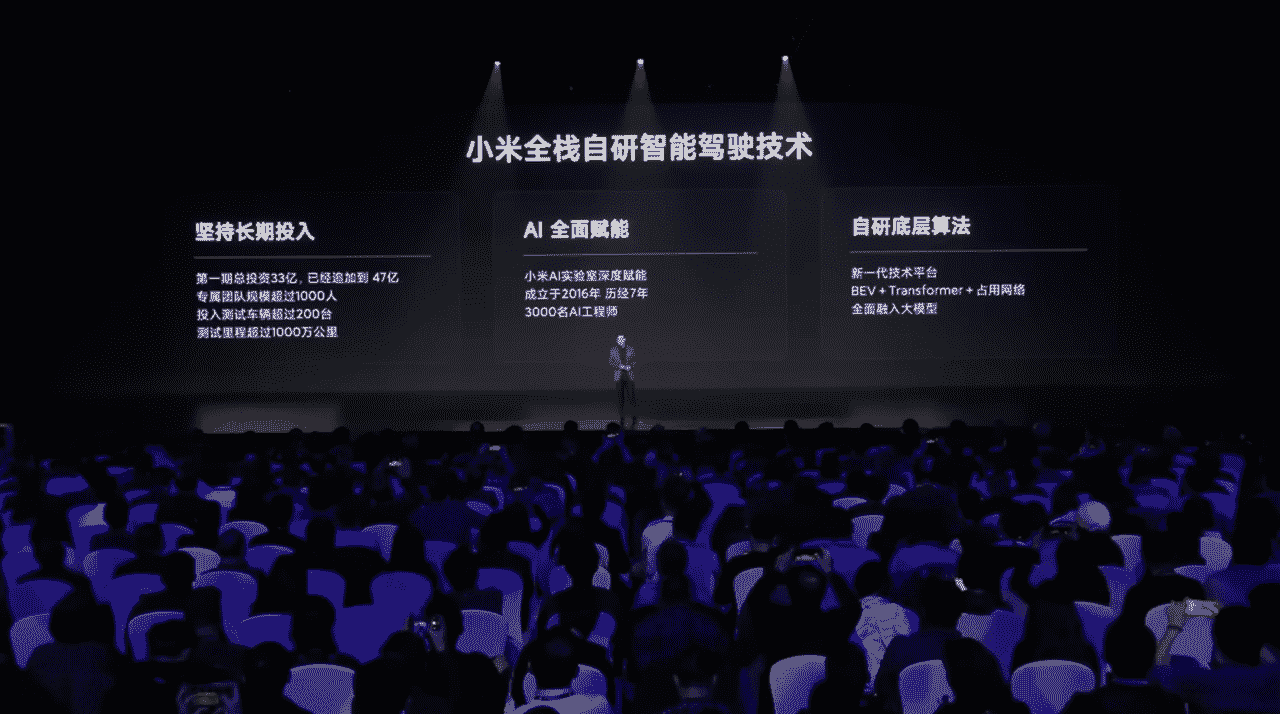 小米全栈自研智能驾驶技术
坚持长期投入
第一期总投资33亿, 已经追加到 47亿
专属团队规模超过1000人
投入测试车辆超过200台
测试里程超过1000万公里
AI 全面赋能
小米AI实验室深度赋能
成立于2016年 历经7年
3000名AI工程师
自研底层算法
新一代技术平台
BEV + Transformer + 占用网络
全面融入大模型